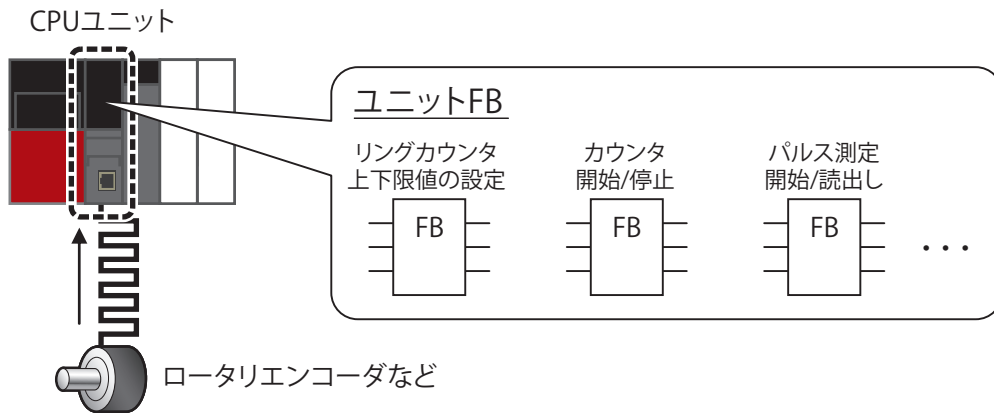 CPUユニット
ユニットFB
リングカウンタ
上下限値の設定
カウンタ
開始/停止
パルス測定
開始/読出し
FB
FB
FB
・・・
ロータリエンコーダなど